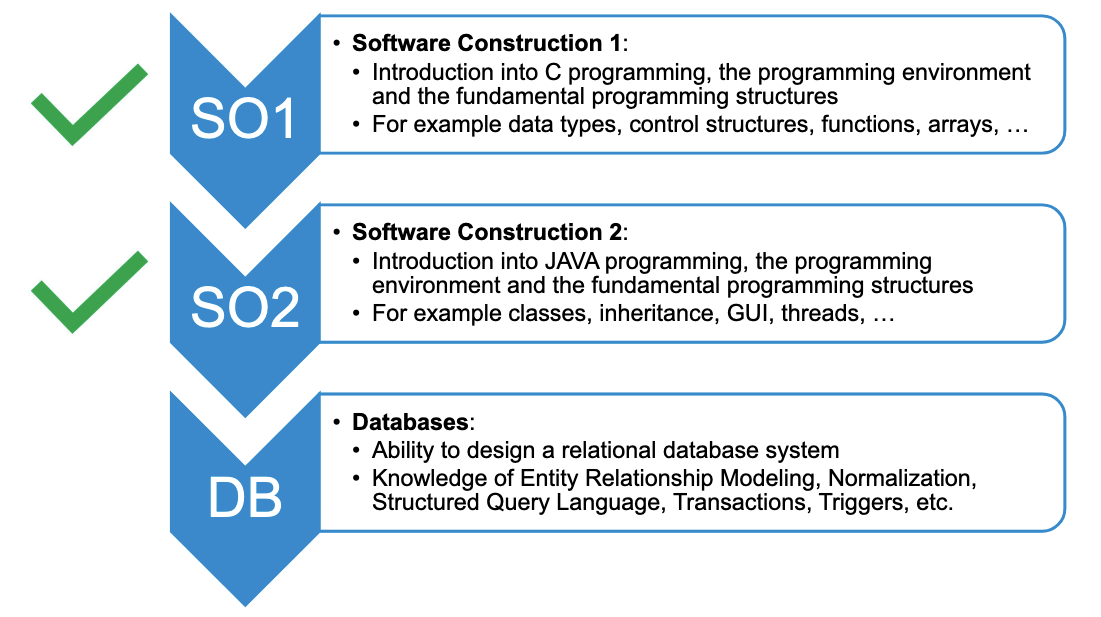 SO1
• Software Construction 1:
• Introduction into C programming, the programming environment
and the fundamental programming structures
• For example data types, control structures, functions, arrays, …
SO2
• Software Construction 2:
• Introduction into JAVA programming, the programming
environment and the fundamental programming structures
• For example classes, inheritance, GUI, threads, …
DB
• Databases:
• Ability to design a relational database system
• Knowledge of Entity Relationship Modeling, Normalization,
Structured Query Language, Transactions, Triggers, etc.